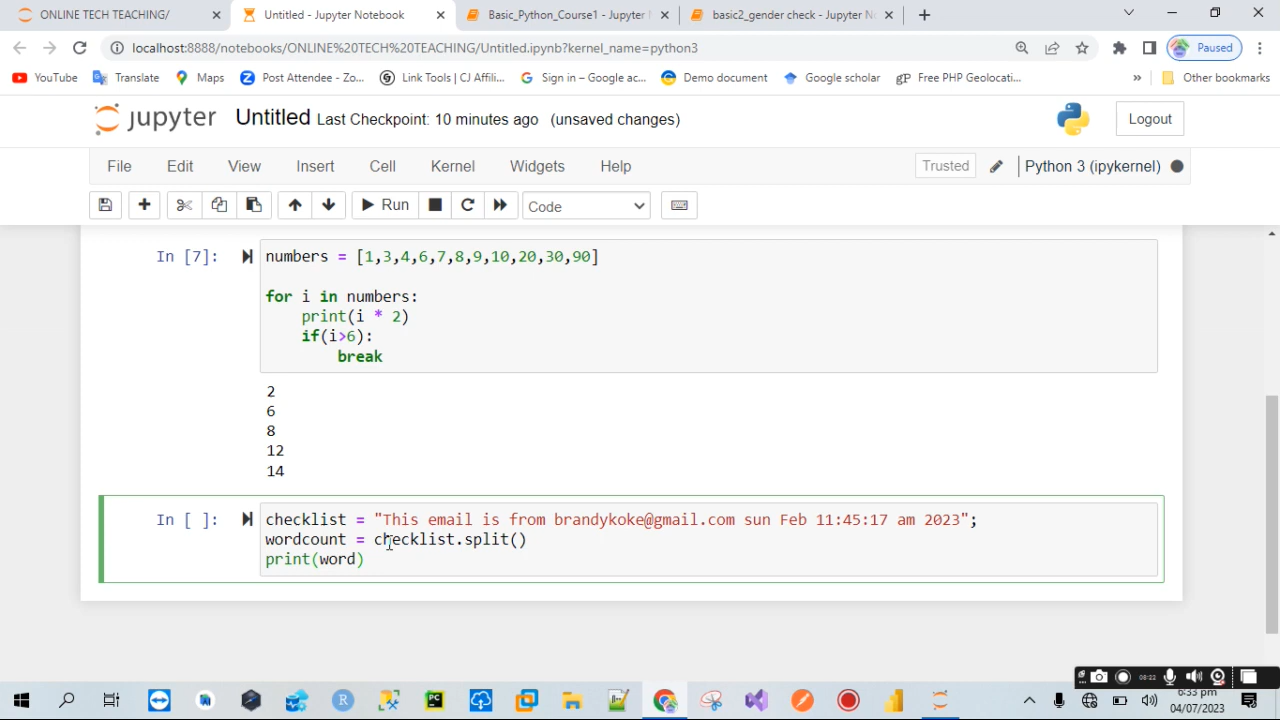 ONLINE TECH TEACHING/
Untitled - Jupyter Notebook
Basic_Python_Course1 - Jupyter
basic2_gender check - Jupyter N
localhost:8888/notebooks/ONLINE%20TECH%20TEACHING/Untitled.ipynb?kernel_name=python3
Paused
YouTube
Translate
Maps
Post Attendee - Zo...
Link Tools | CJ Affili...
Sign in – Google ac...
Demo document
Google scholar
Free PHP Geolocati...
»
Other bookmarks
jupyter Untitled Last Checkpoint: 10 minutes ago (unsaved changes)
Logout
File Edit View Insert Cell Kernel Widgets Help
Trusted
Python 3 (ipykernel)
Run
Code
In [7]:
numbers = [1,3,4,6,7,8,9,10,20,30,90]
for i in numbers:
print(i * 2)
if(i>6):
break
2
6
8
12
14
In [ ]:
checklist = "This email is from brandykoke@gmail.com sun Feb 11:45:17 am 2023";
wordcount = checklist.split()
print(word)
08:22
6:33 pm
04/07/2023